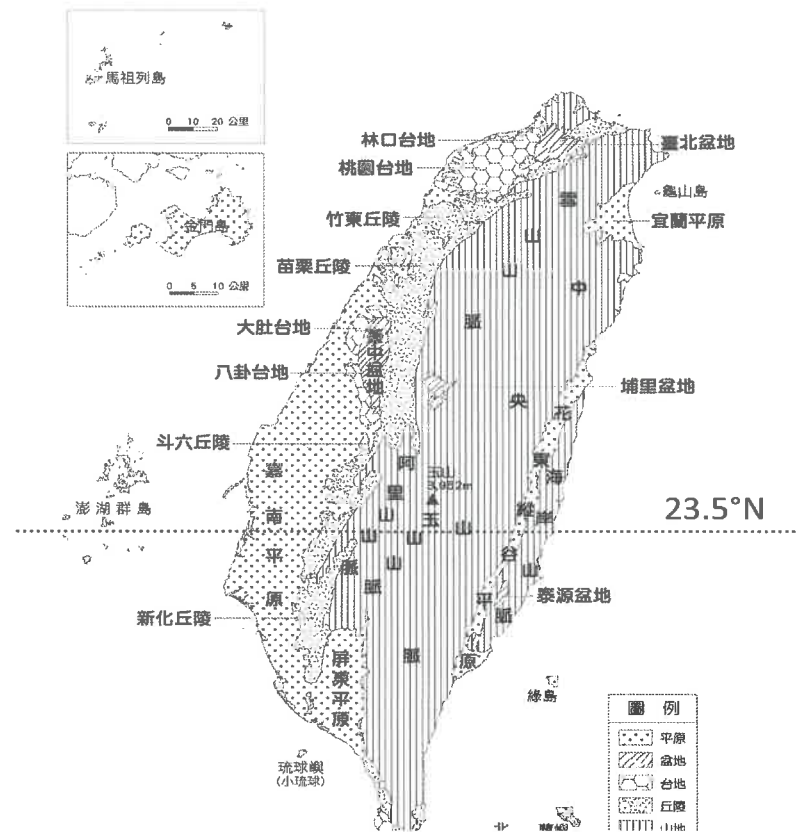 馬祖列島
0 10 20 公里
金門島
0 5 10 公里
林口台地
臺北盆地
桃園台地
龜山島
竹東丘陵
宜蘭平原
苗栗丘陵
雪山山脈
大肚台地
臺中盆地
八卦台地
埔里盆地
中央山脈
斗六丘陵
花東縱谷平原
海岸山脈
阿里山山脈
玉山
3,952m
玉山山脈
嘉南平原
澎湖群島
23.5°N
泰源盆地
新化丘陵
屏東平原
綠島
琉球嶼
(小琉球)
圖例
平原
盆地
台地
丘陵
山地
北
蘭嶼